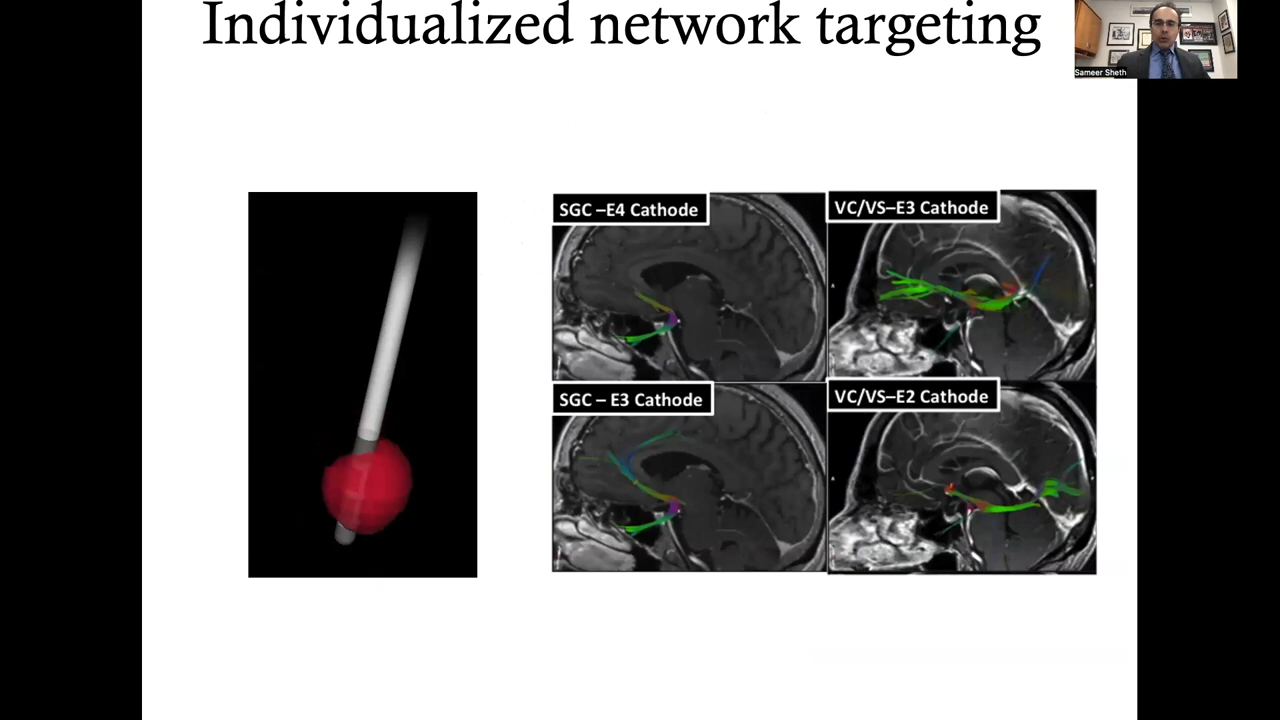 Individualized network targeting
Sameer Sheth
SGC –E4 Cathode
VC/VS–E3 Cathode
SGC – E3 Cathode
VC/VS–E2 Cathode